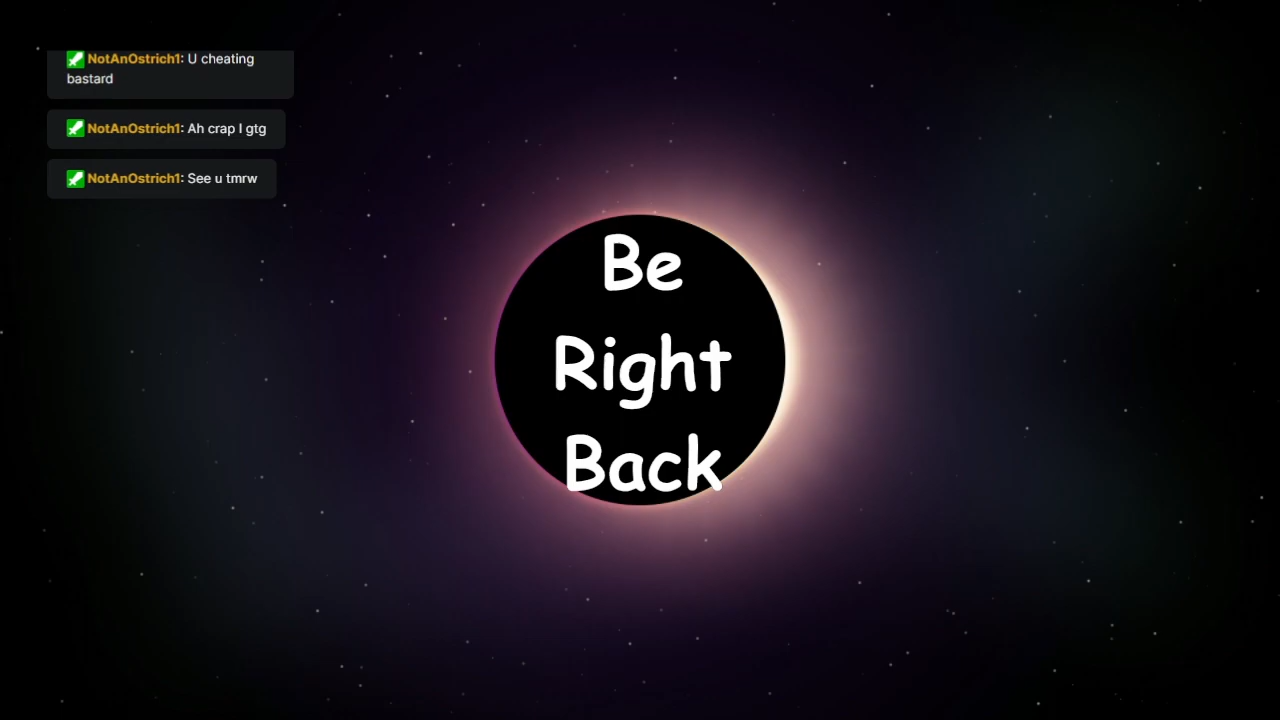 NotAnOstrich1: U cheating
bastard
NotAnOstrich1: Ah crap I gtg
NotAnOstrich1: See u tmrw
Be
Right
Back